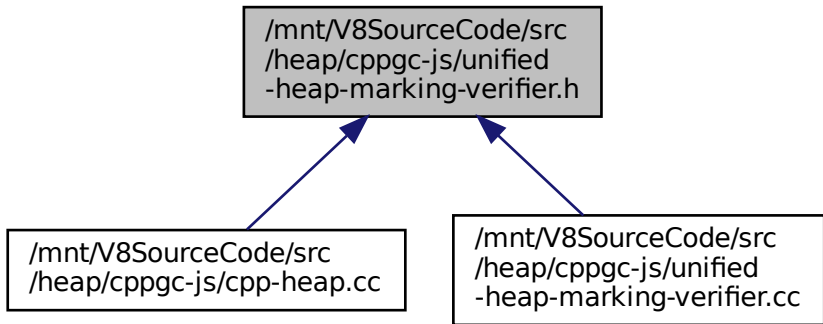 /mnt/V8SourceCode/src
/heap/cppgc-js/unified
-heap-marking-verifier.h
/mnt/V8SourceCode/src
/heap/cppgc-js/cpp-heap.cc
/mnt/V8SourceCode/src
/heap/cppgc-js/unified
-heap-marking-verifier.cc